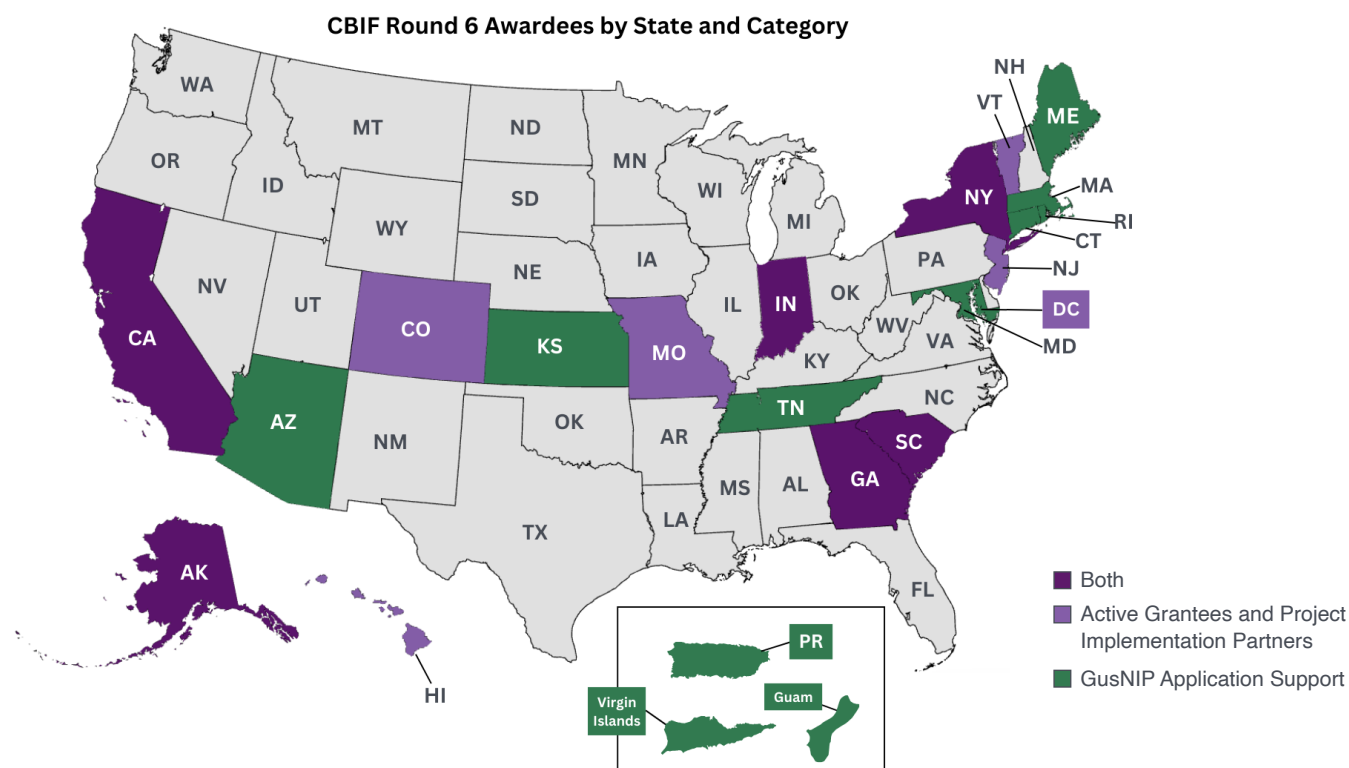 CBIF Round 6 Awardees by State and Category
NH
WA
VT
ME
MT
ND
OR
MN
ID
WI
MA
SD
NY
MI
RI
WY
CT
IA
PA
NE
NJ
NV
OK
UT
IL
IN
DC
CO
WV
CA
KS
MO
VA
MD
KY
NC
TN
AZ
OK
AR
NM
SC
GA
MS
AL
LA
TX
AK
FL
HI
PR
Guam
Virgin
Islands
Both
Active Grantees and Project
Implementation Partners
GusNIP Application Support